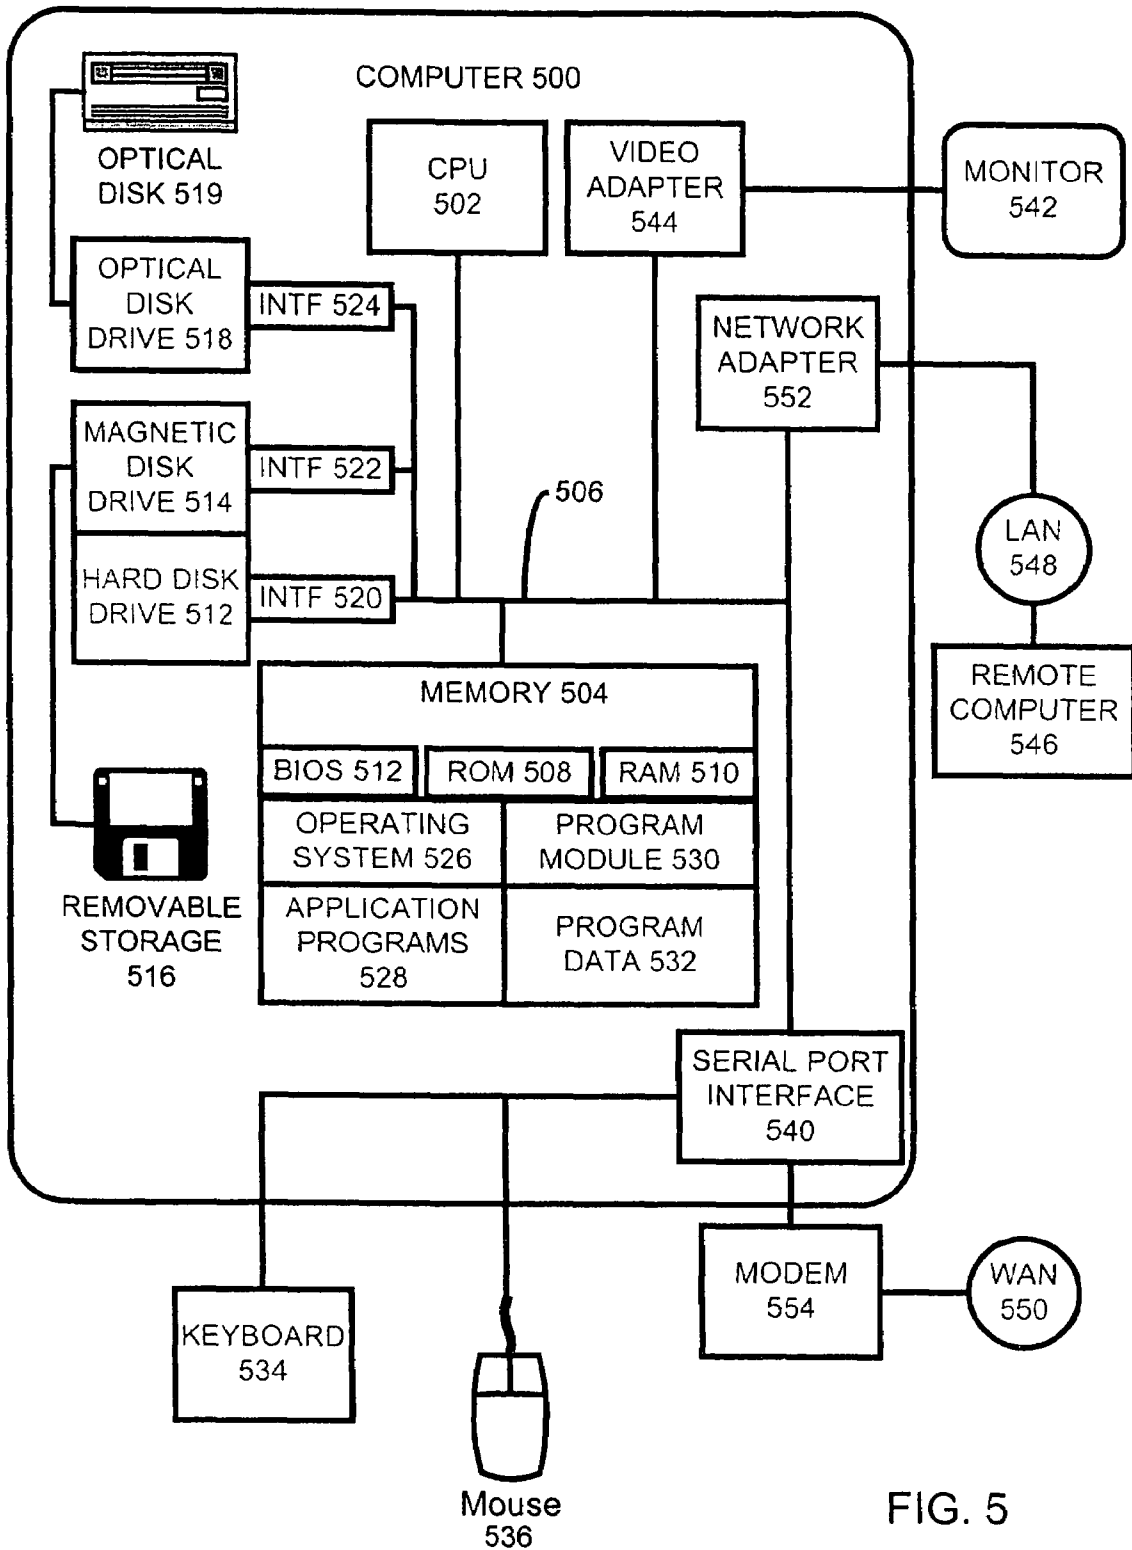 COMPUTER 500
OPTICAL
DISK 519
CPU
502
VIDEO
ADAPTER
544
MONITOR
542
OPTICAL
DISK
DRIVE 518
INTF 524
NETWORK
ADAPTER
552
MAGNETIC
DISK
DRIVE 514
INTF 522
506
LAN
548
HARD DISK
DRIVE 512
INTF 520
REMOTE
COMPUTER
546
MEMORY 504
BIOS 512
ROM 508
RAM 510
OPERATING
SYSTEM 526
PROGRAM
MODULE 530
APPLICATION
PROGRAMS
528
PROGRAM
DATA 532
REMOVABLE
STORAGE
516
SERIAL PORT
INTERFACE
540
MODEM
554
WAN
550
KEYBOARD
534
Mouse
536
FIG. 5